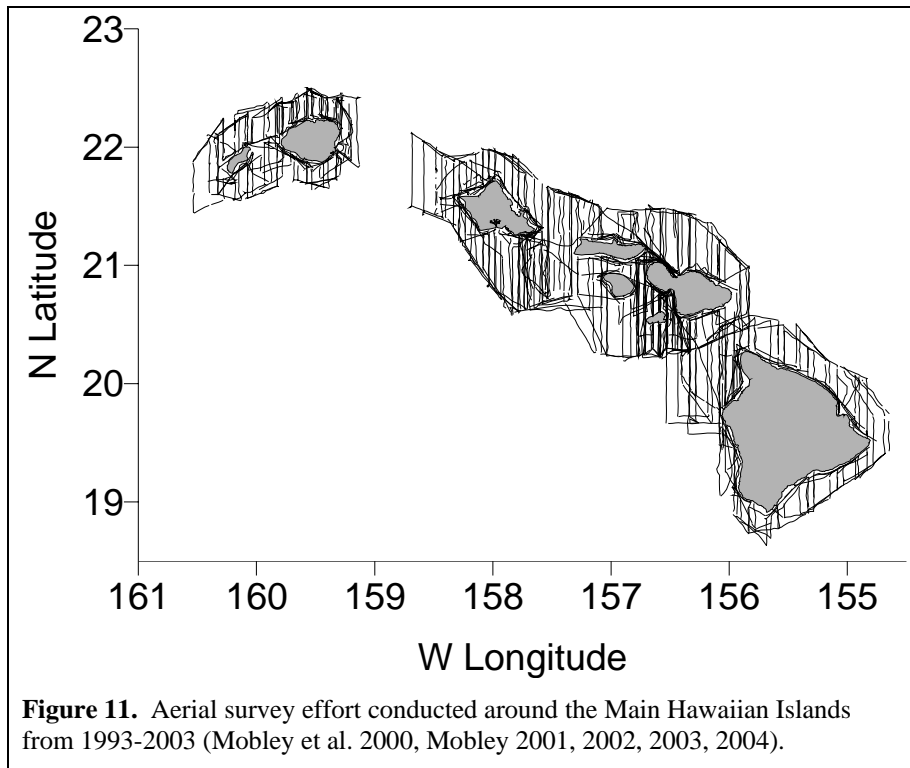 23
22
21
20
19
N Latitude
161 160 159 158 157 156 155
W Longitude
Figure 11. Aerial survey effort conducted around the Main Hawaiian Islands
from 1993-2003 (Mobley et al. 2000, Mobley 2001, 2002, 2003, 2004).